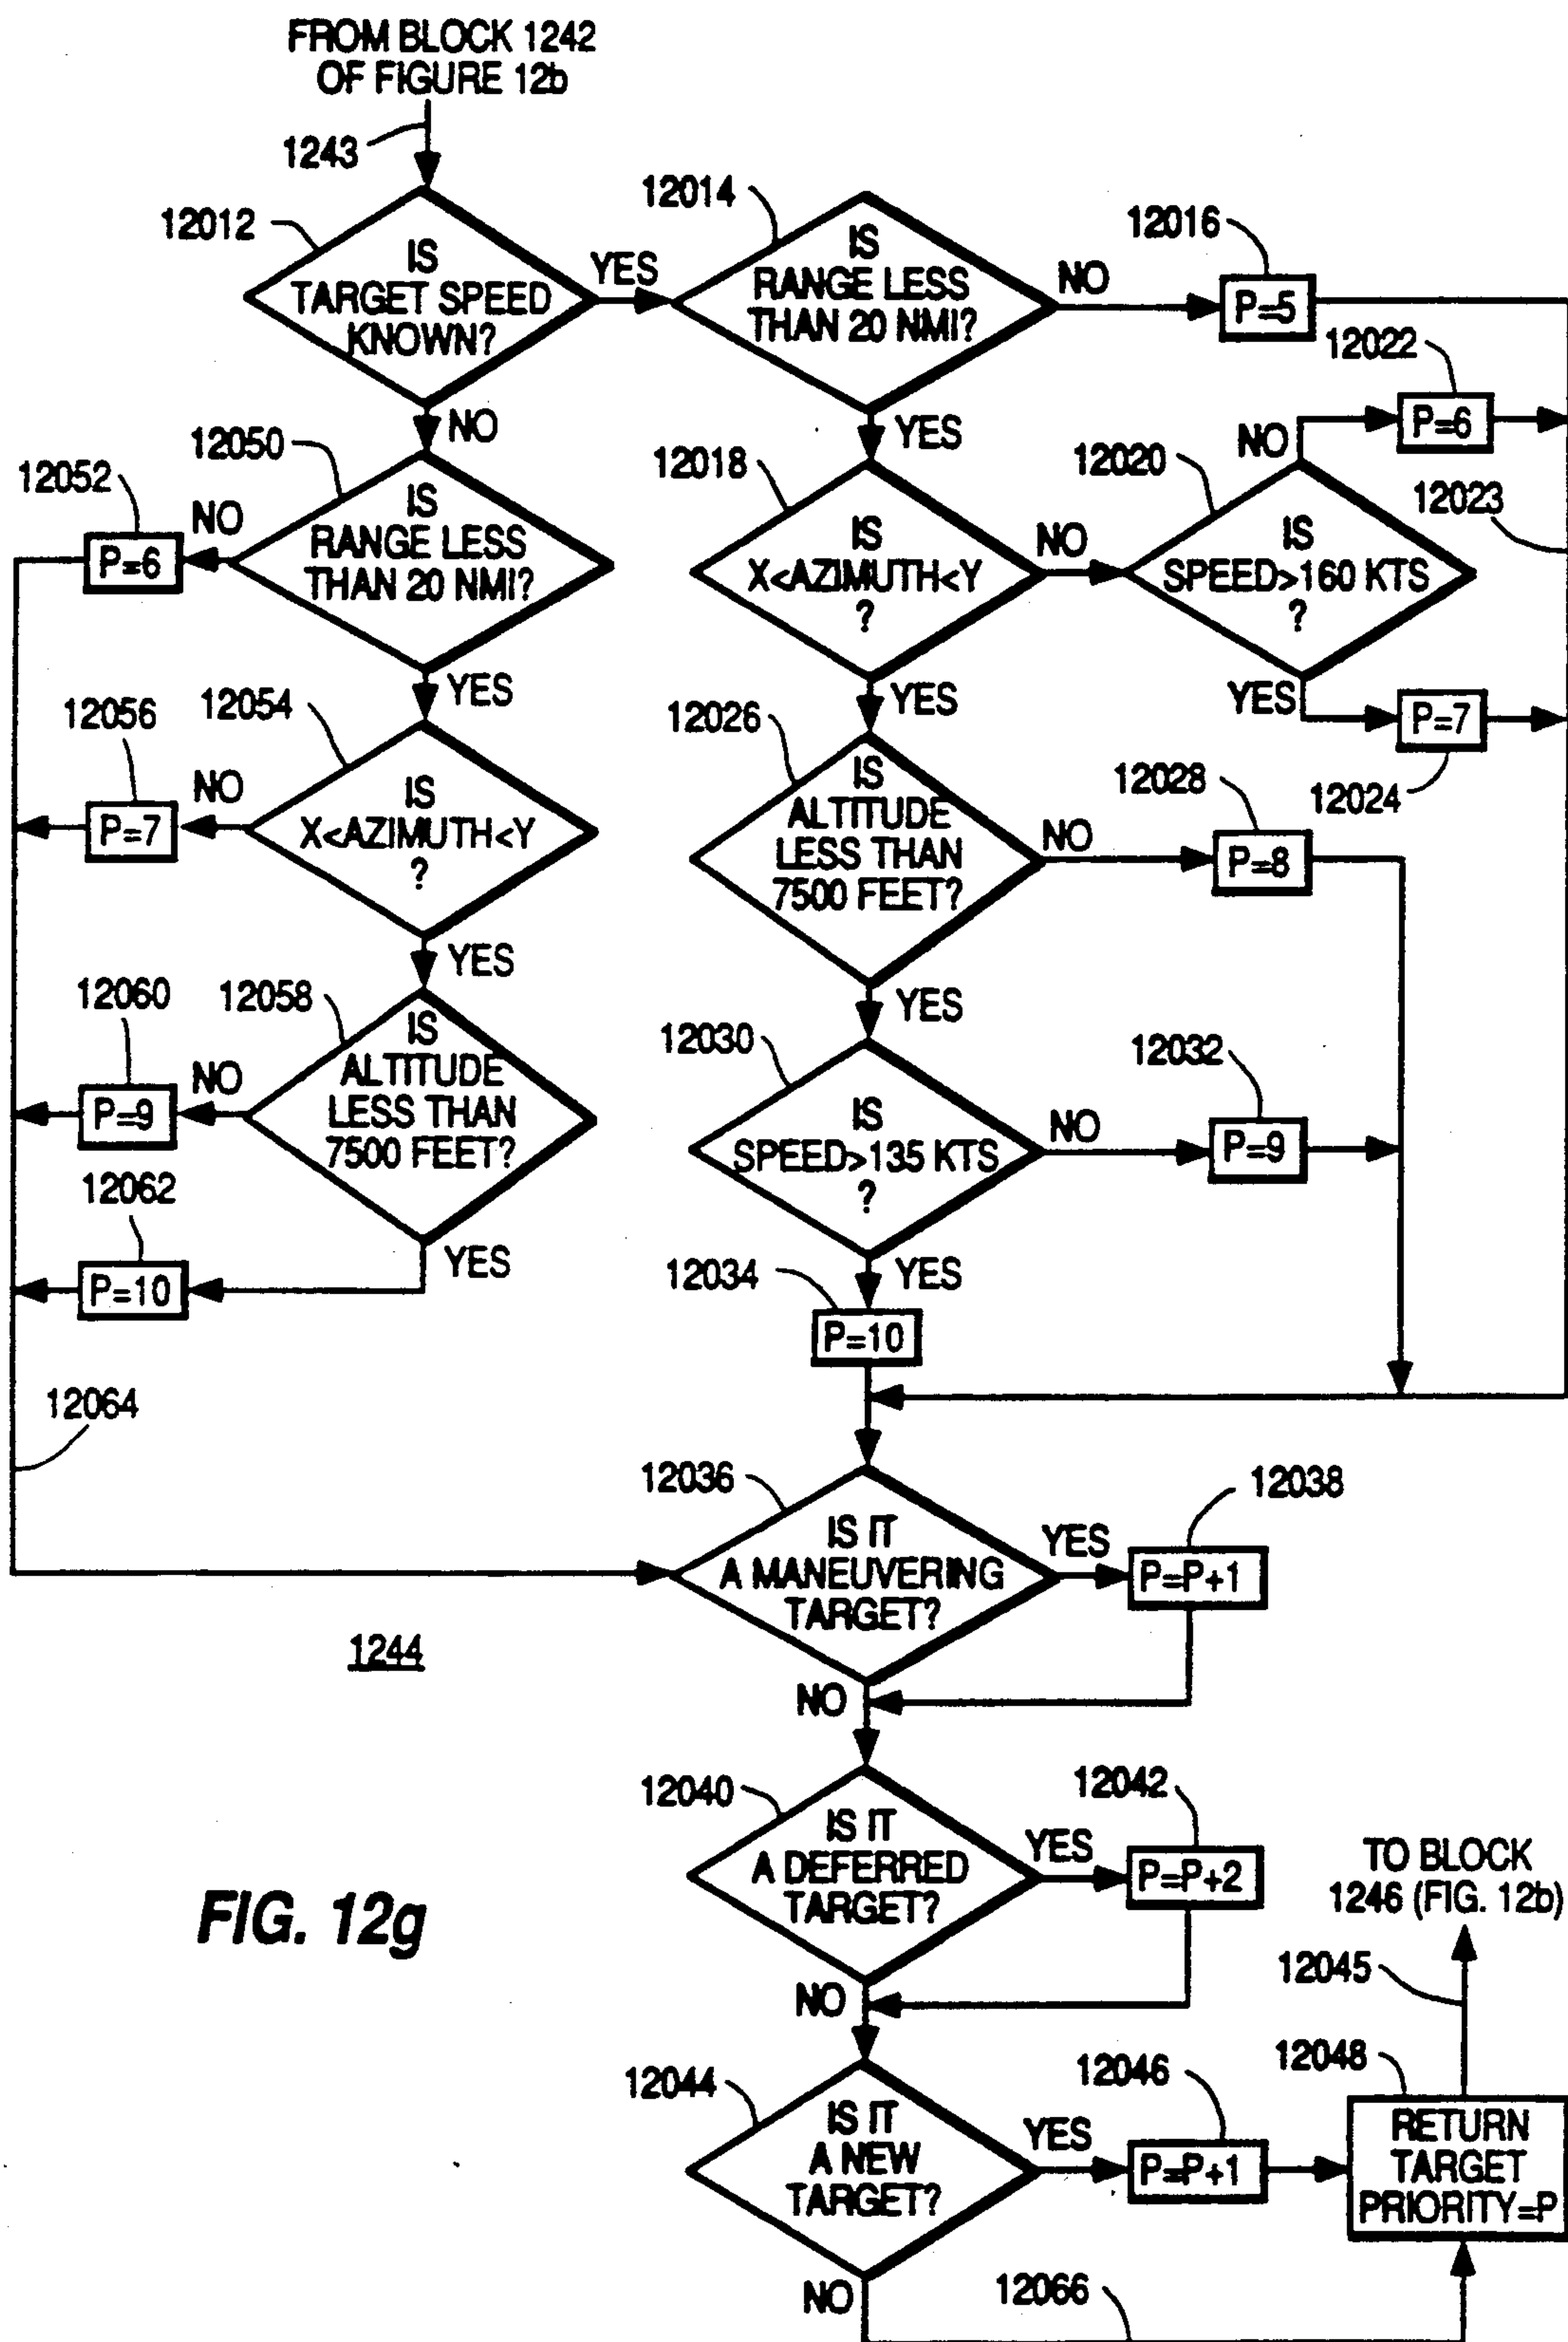 FROM BLOCK 1242
OF FIGURE 12b
1243
12012
IS
TARGET SPEED
KNOWN?
YES
NO
12014
IS
RANGE LESS
THAN 20 NMI?
NO
YES
12016
P=5
12022
P=6
12050
IS
RANGE LESS
THAN 20 NMI?
NO
YES
12052
P=6
12018
IS
X<AZIMUTH<Y
?
NO
YES
12020
IS
SPEED>160 KTS
?
NO
YES
12023
P=7
12024
12056
P=7
12054
IS
X<AZIMUTH<Y
?
NO
YES
12026
IS
ALTITUDE
LESS THAN
7500 FEET?
NO
YES
12028
P=8
12060
P=9
12058
IS
ALTITUDE
LESS THAN
7500 FEET?
NO
YES
12062
P=10
12030
IS
SPEED>135 KTS
?
NO
YES
12032
P=9
12034
P=10
12064
12036
IS IT
A MANEUVERING
TARGET?
YES
NO
12038
P=P+1
1244
12040
IS IT
A DEFERRED
TARGET?
YES
NO
12042
P=P+2
FIG. 12g
TO BLOCK
1246 (FIG. 12b)
12045
12044
IS IT
A NEW
TARGET?
YES
NO
12046
P=P+1
12048
RETURN
TARGET
PRIORITY=P
12066